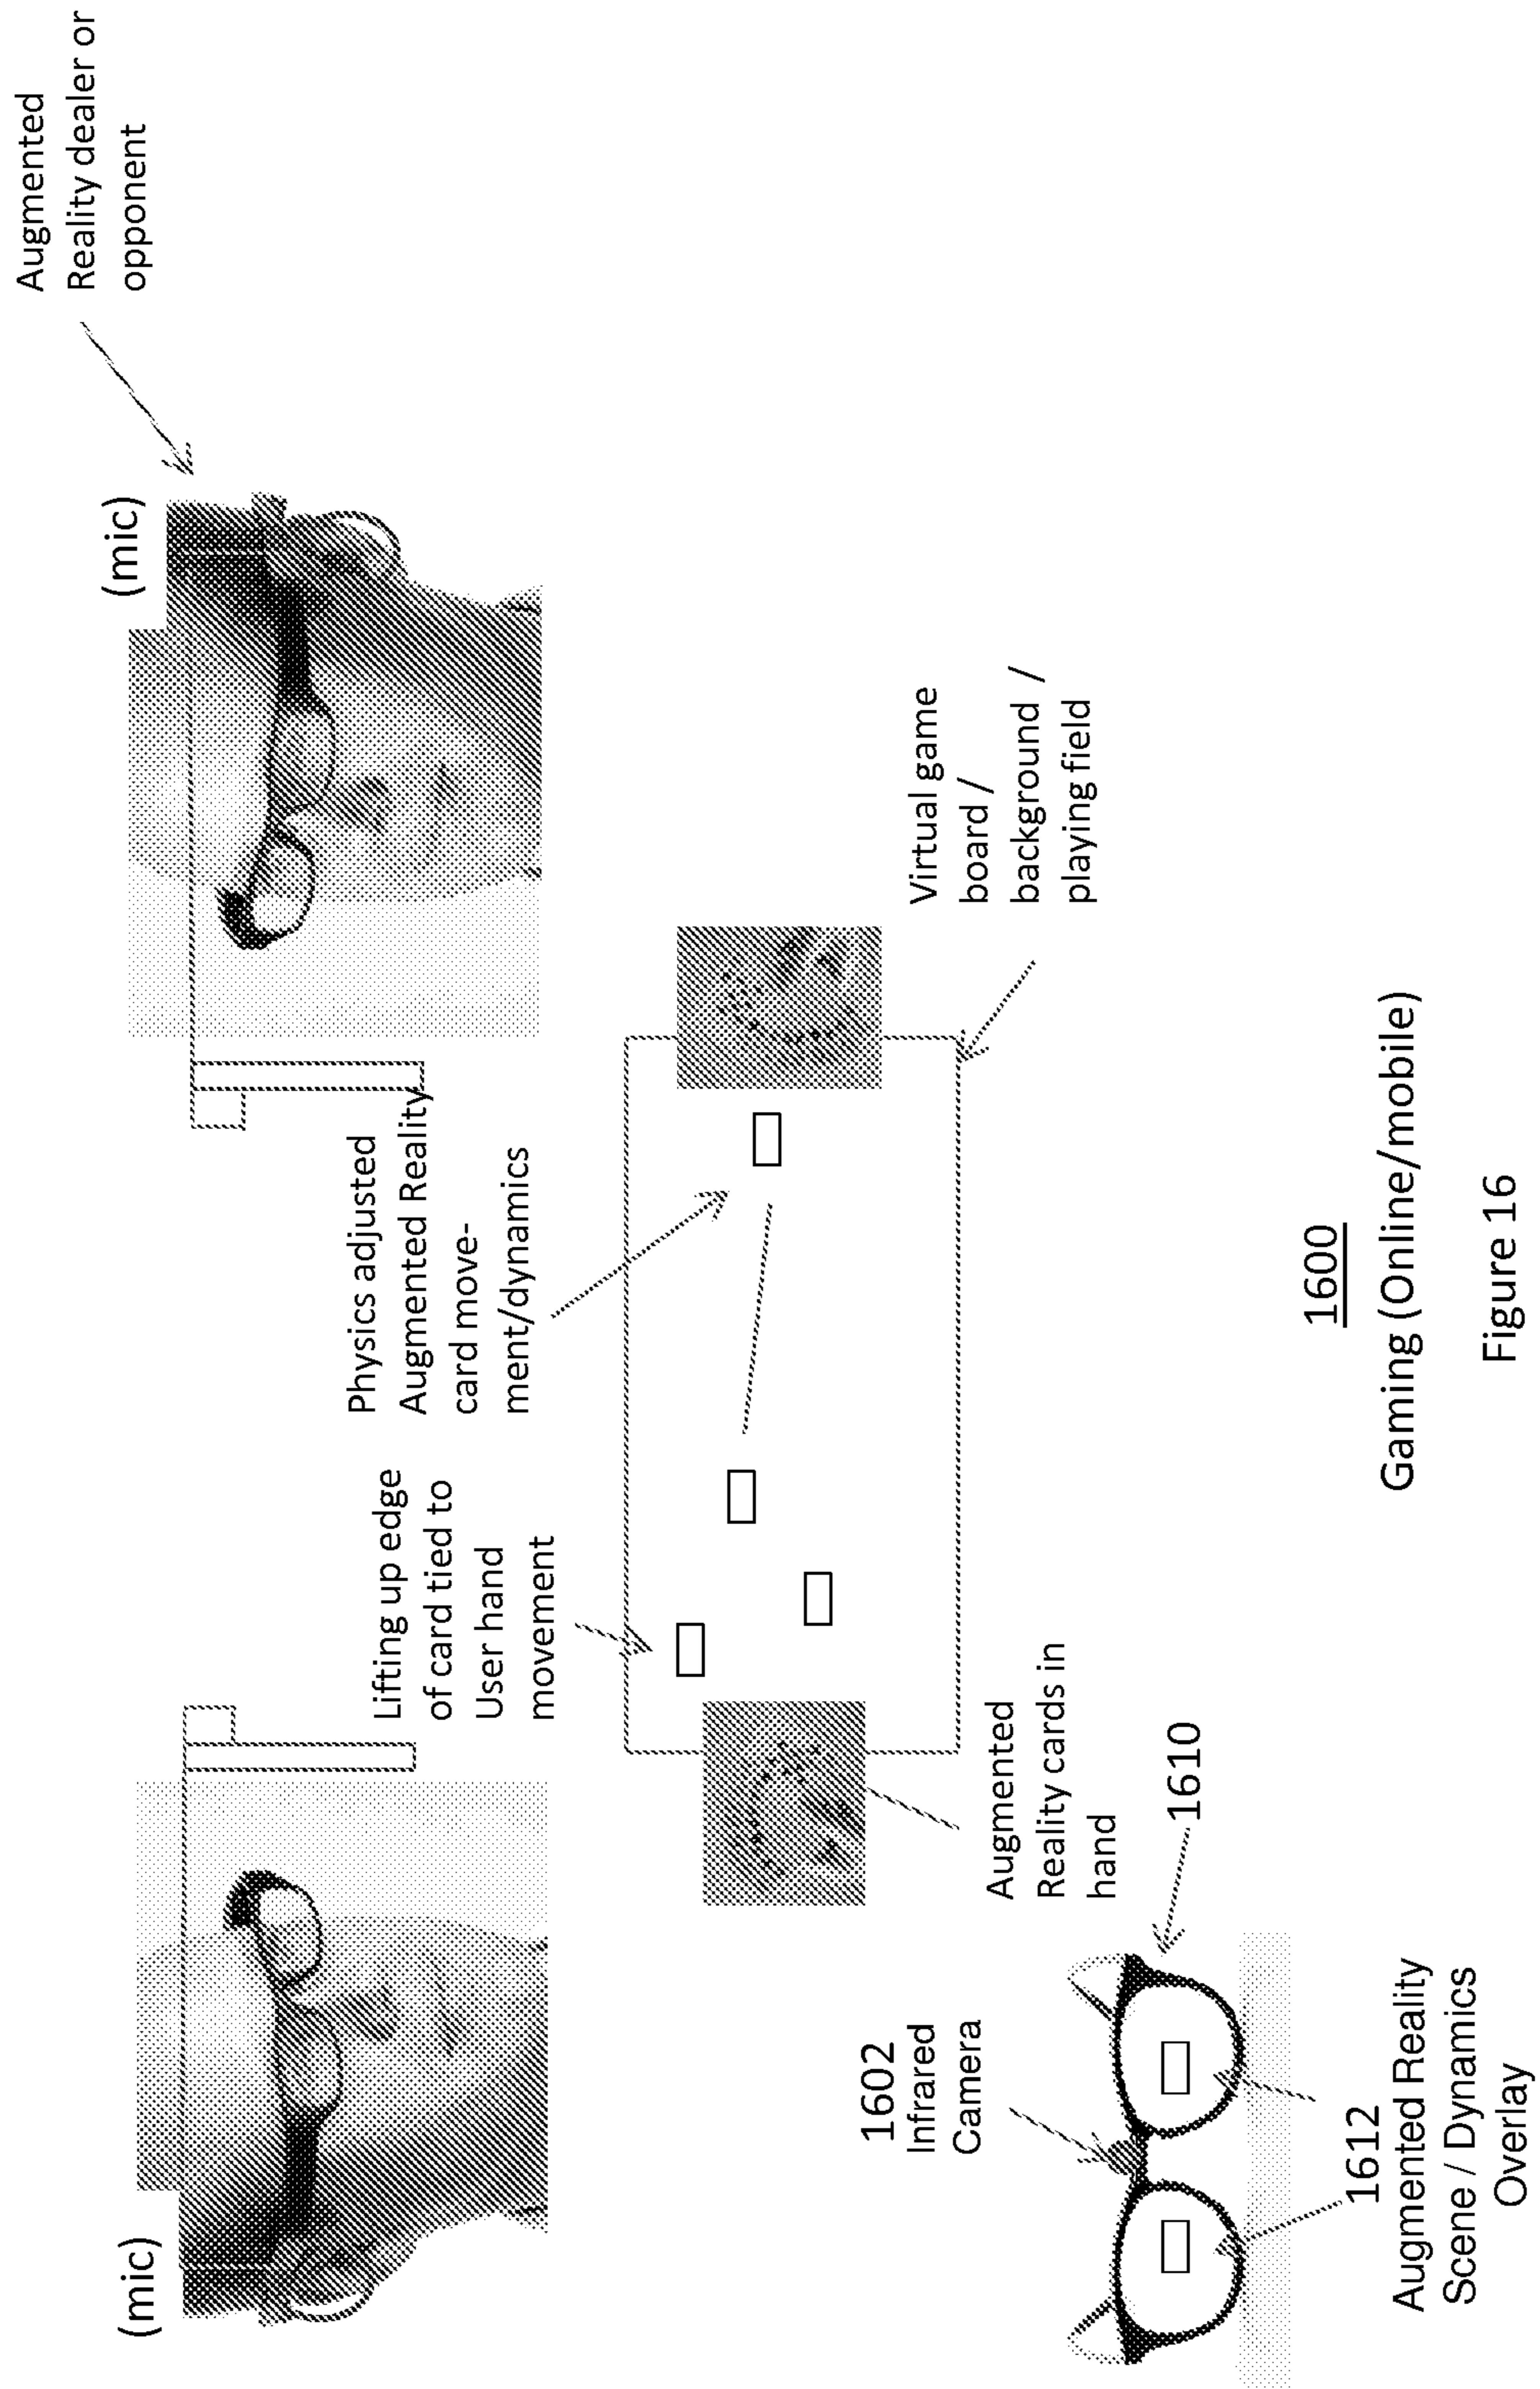 (mic)
(mic)
Augmented
Reality dealer or
opponent
Lifting up edge
of card tied to
User hand
movement
Physics adjusted
Augmented Reality
card move-
ment/dynamics
1602
Infrared
Camera
1610
Augmented
Reality cards in
hand
Virtual game
board /
background /
playing field
1612
Augmented Reality
Scene / Dynamics
Overlay
1600
Gaming (Online/mobile)
Figure 16